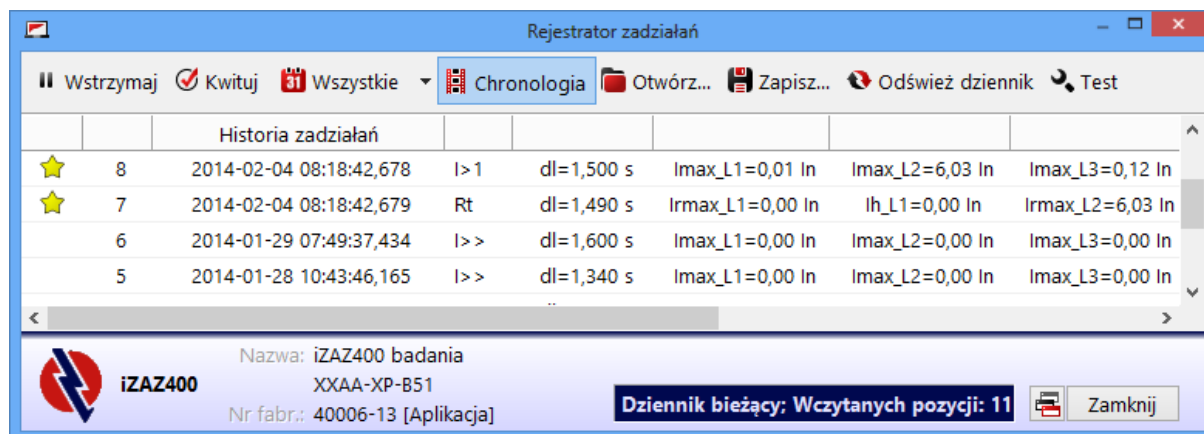 Rejestrator zadziałań
Wstrzymaj Kwituj 31 Wszystkie Chronologia Otwórz... Zapisz... Odśwież dziennik Test
Historia zadziałań
8 2014-02-04 08:18:42,678 I>1 dl=1,500 s Imax_L1=0,01 In Imax_L2=6,03 In Imax_L3=0,12 In
7 2014-02-04 08:18:42,679 Rt dl=1,490 s Irmax_L1=0,00 In Ih_L1=0,00 In Irmax_L2=6,03 In
6 2014-01-29 07:49:37,434 I>> dl=1,600 s Imax_L1=0,00 In Imax_L2=0,00 In Imax_L3=0,00 In
5 2014-01-28 10:43:46,165 I>> dl=1,340 s Imax_L1=0,00 In Imax_L2=0,00 In Imax_L3=0,00 In
Nazwa: iZAZ400 badania
iZAZ400 XXAA-XP-B51
Nr fabr.: 40006-13 [Aplikacja]
Dziennik bieżący; Wczytanych pozycji: 11 Zamknij